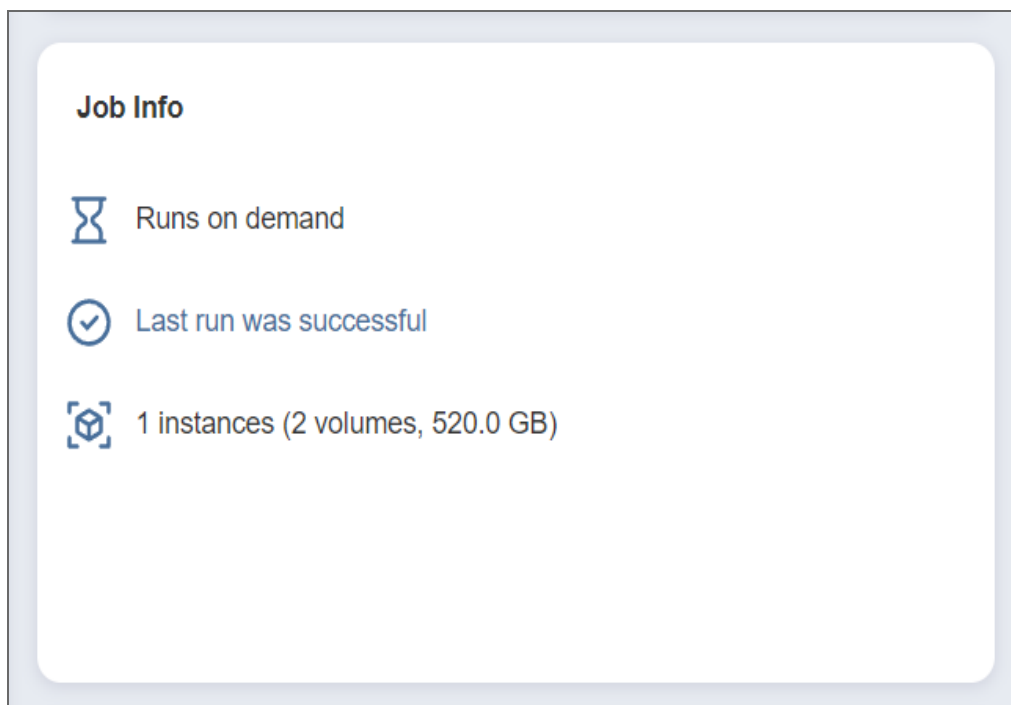 Job Info
Runs on demand
Last run was successful
1 instances (2 volumes, 520.0 GB)